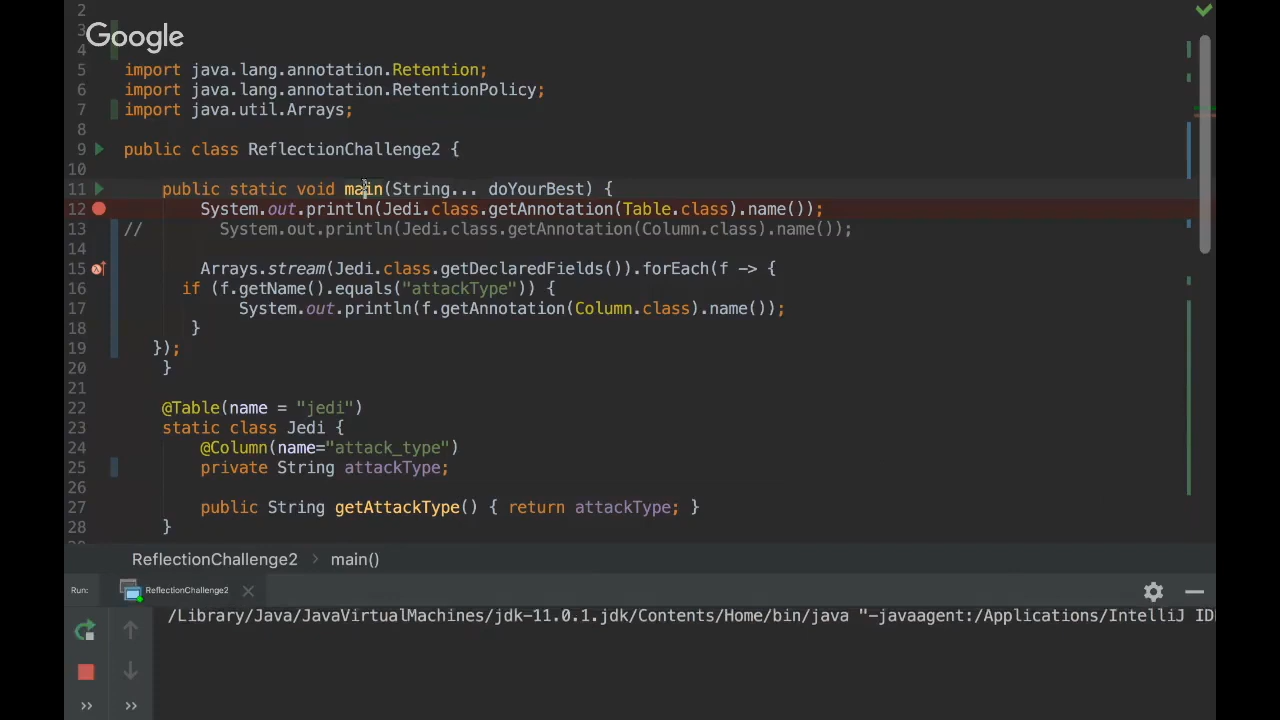 Google
2
3
4
5 import java.lang.annotation.Retention;
6 import java.lang.annotation.RetentionPolicy;
7 import java.util.Arrays;
8
9 public class ReflectionChallenge2 {
10
11 public static void main(String... doYourBest) {
12 System.out.println(Jedi.class.getAnnotation(Table.class).name());
13 // System.out.println(Jedi.class.getAnnotation(Column.class).name());
14
15 Arrays.stream(Jedi.class.getDeclaredFields()).forEach(f -> {
16 if (f.getName().equals("attackType")) {
17 System.out.println(f.getAnnotation(Column.class).name());
18 }
19 });
20 }
21
22 @Table(name = "jedi")
23 static class Jedi {
24 @Column(name="attack_type")
25 private String attackType;
26
27 public String getAttackType() { return attackType; }
28 }
ReflectionChallenge2 > main()
Run: ReflectionChallenge2
/Library/Java/JavaVirtualMachines/jdk-11.0.1.jdk/Contents/Home/bin/java "-javaagent:/Applications/IntelliJ ID